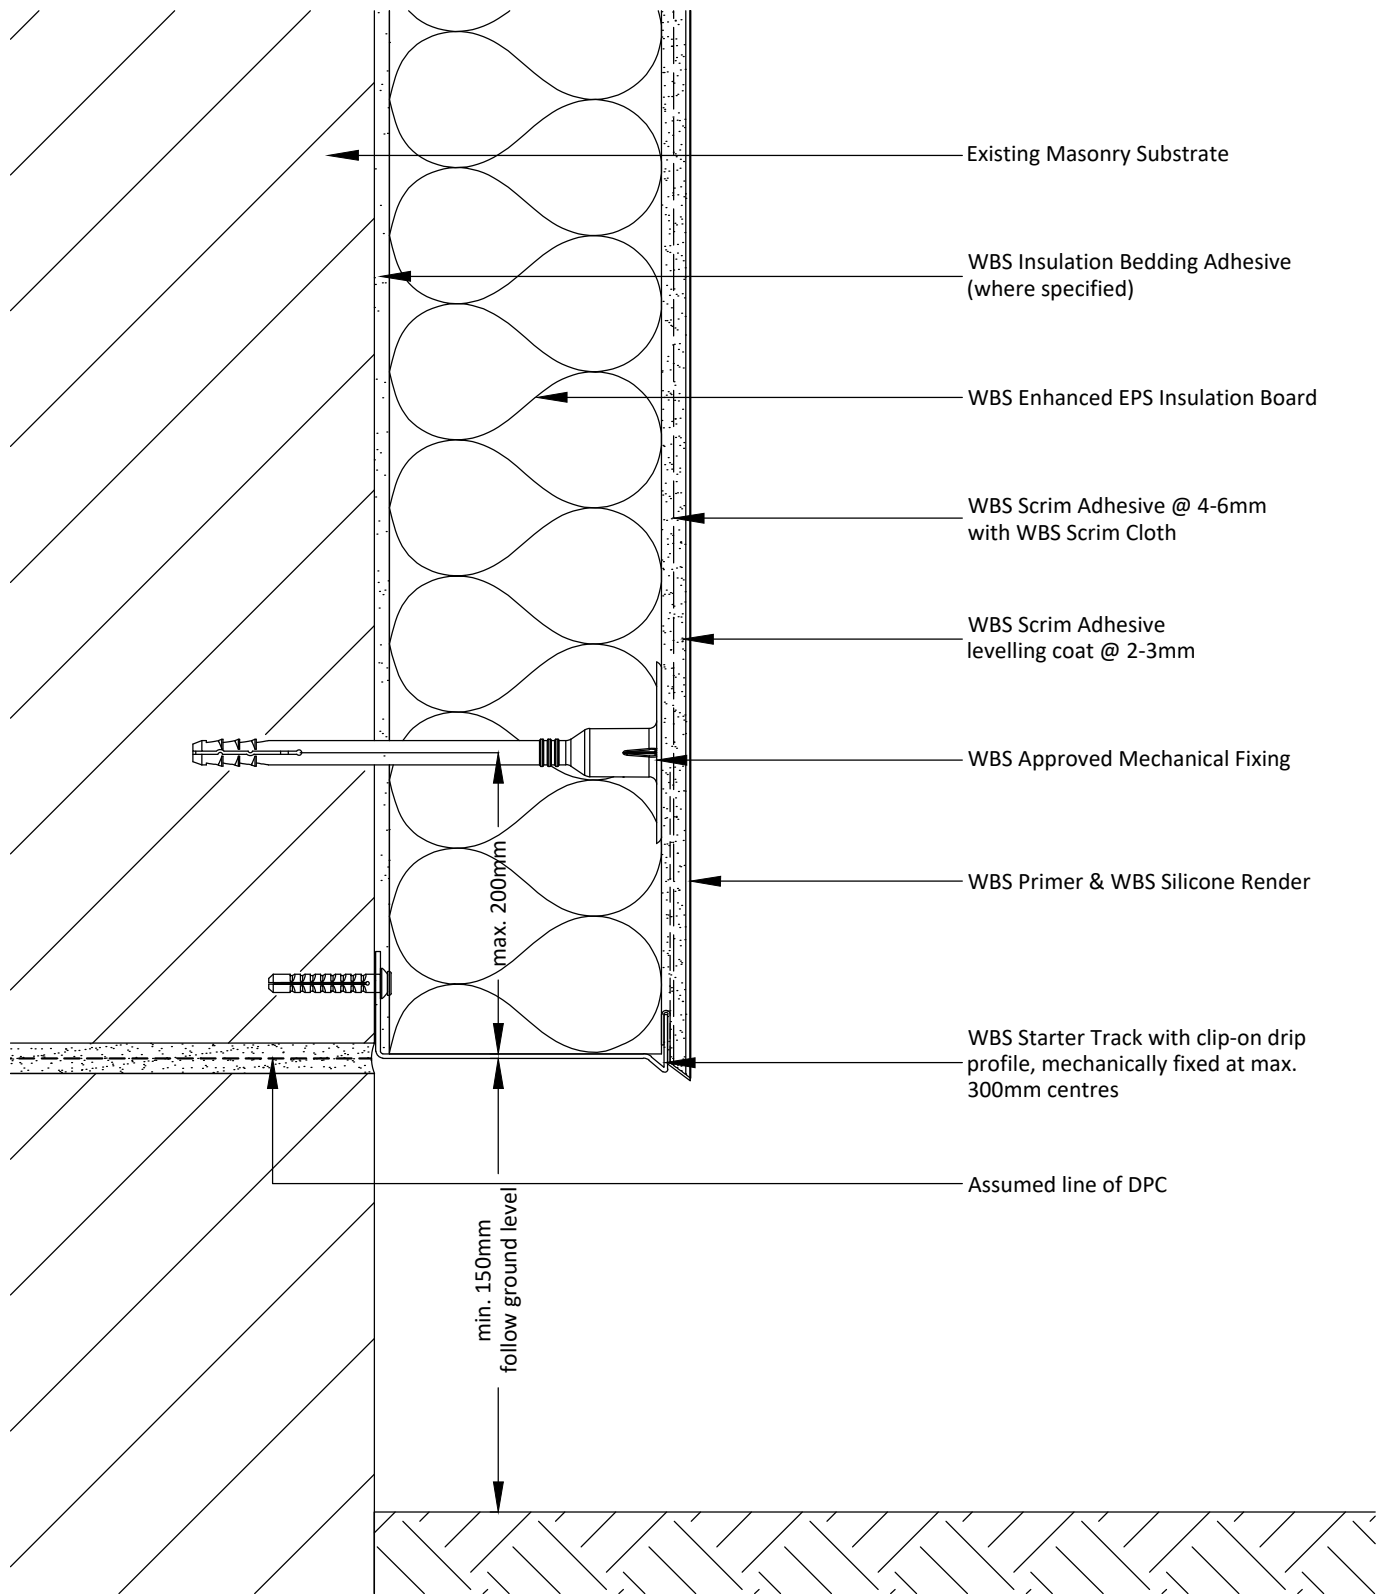 Existing Masonry Substrate
WBS Insulation Bedding Adhesive
(where specified)
WBS Enhanced EPS Insulation Board
WBS Scrim Adhesive @ 4-6mm
with WBS Scrim Cloth
WBS Scrim Adhesive
levelling coat @ 2-3mm
WBS Approved Mechanical Fixing
max. 200mm
WBS Primer & WBS Silicone Render
WBS Starter Track with clip-on drip
profile, mechanically fixed at max.
300mm centres
Assumed line of DPC
min. 150mm
follow ground level